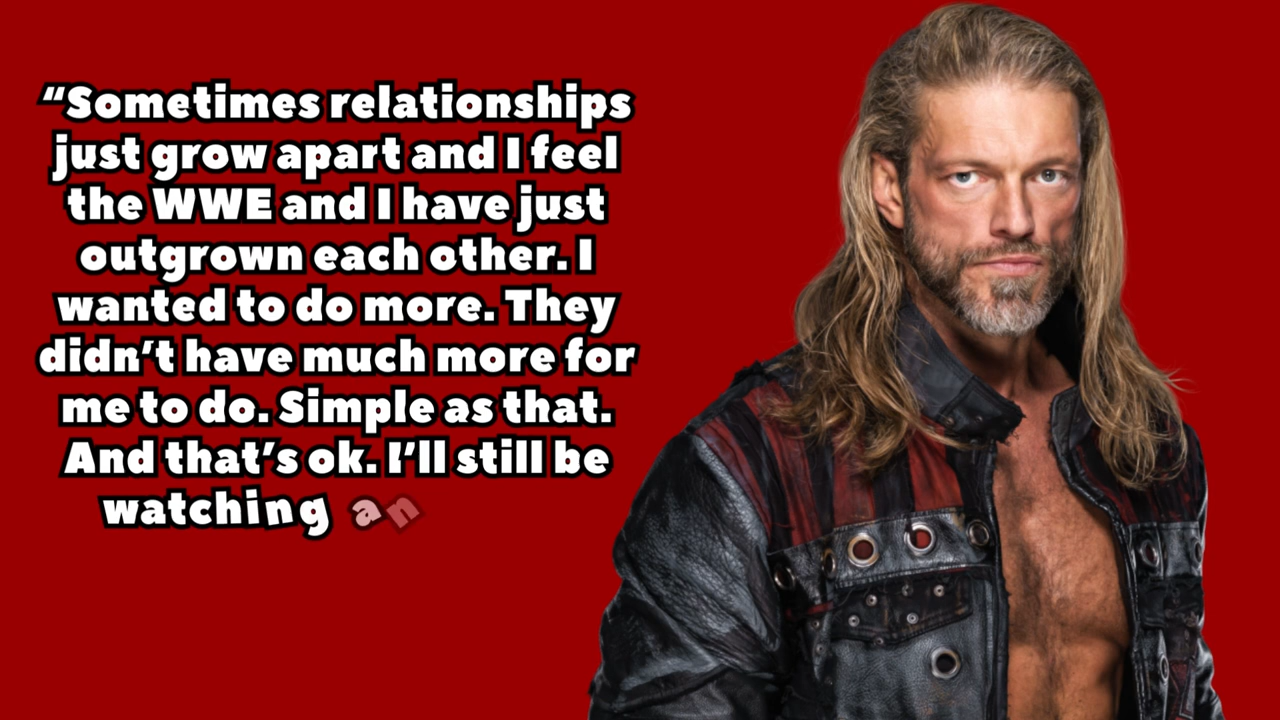 “Sometimes relationships
just grow apart and I feel
the WWE and I have just
outgrown each other. I
wanted to do more. They
didn’t have much more for
me to do. Simple as that.
And that’s ok. I’ll still be
watching an